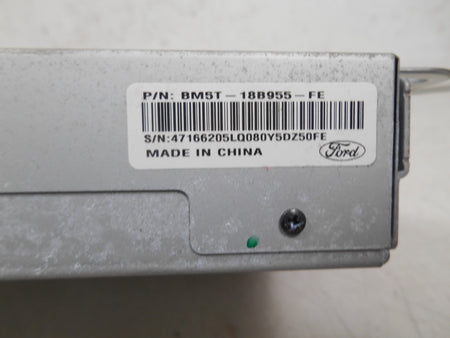 P/N: BM5T-18B955-FE
S/N:47166205LQ080Y5DZ50FE
MADE IN CHINA
Ford